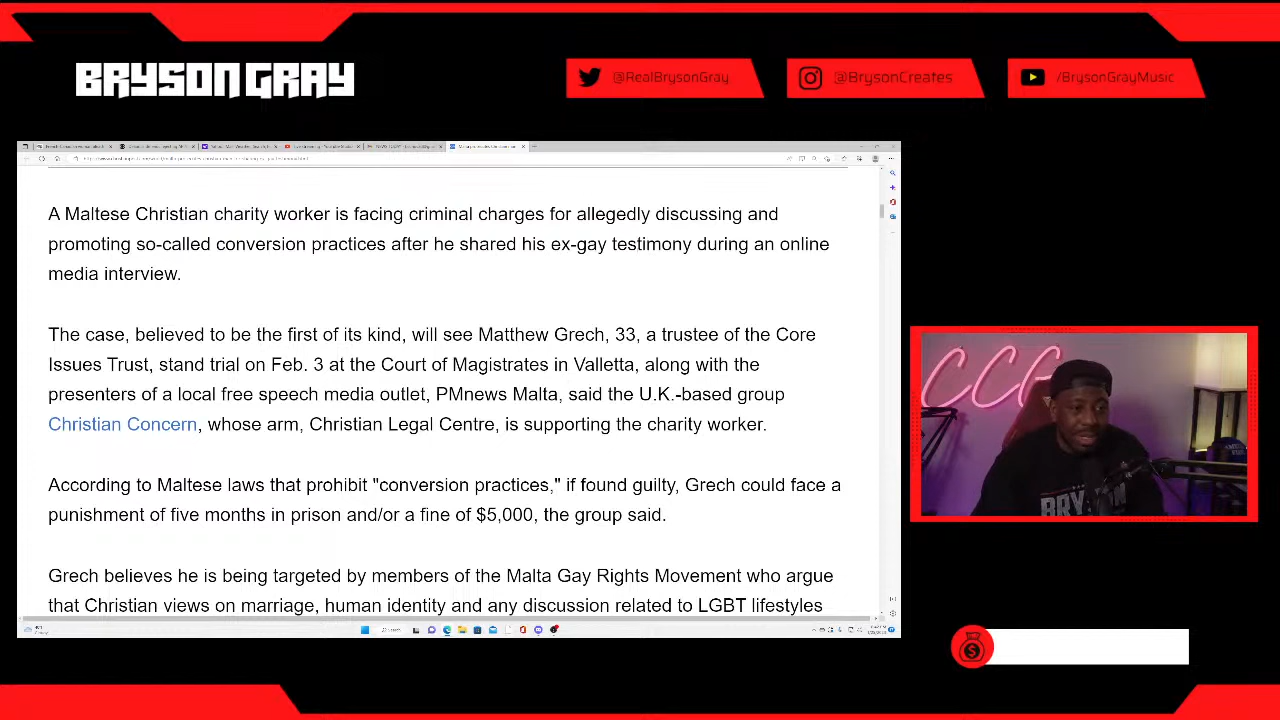 BRYSON GRAY
@RealBrysonGray
@BrysonCreates
/BrysonGrayMusic
A Maltese Christian charity worker is facing criminal charges for allegedly discussing and
promoting so-called conversion practices after he shared his ex-gay testimony during an online
media interview.
The case, believed to be the first of its kind, will see Matthew Grech, 33, a trustee of the Core
Issues Trust, stand trial on Feb. 3 at the Court of Magistrates in Valletta, along with the
presenters of a local free speech media outlet, PMnews Malta, said the U.K.-based group
Christian Concern, whose arm, Christian Legal Centre, is supporting the charity worker.
According to Maltese laws that prohibit "conversion practices," if found guilty, Grech could face a
punishment of five months in prison and/or a fine of $5,000, the group said.
Grech believes he is being targeted by members of the Malta Gay Rights Movement who argue
that Christian views on marriage, human identity and any discussion related to LGBT lifestyles
CCG
BRYSON
Search